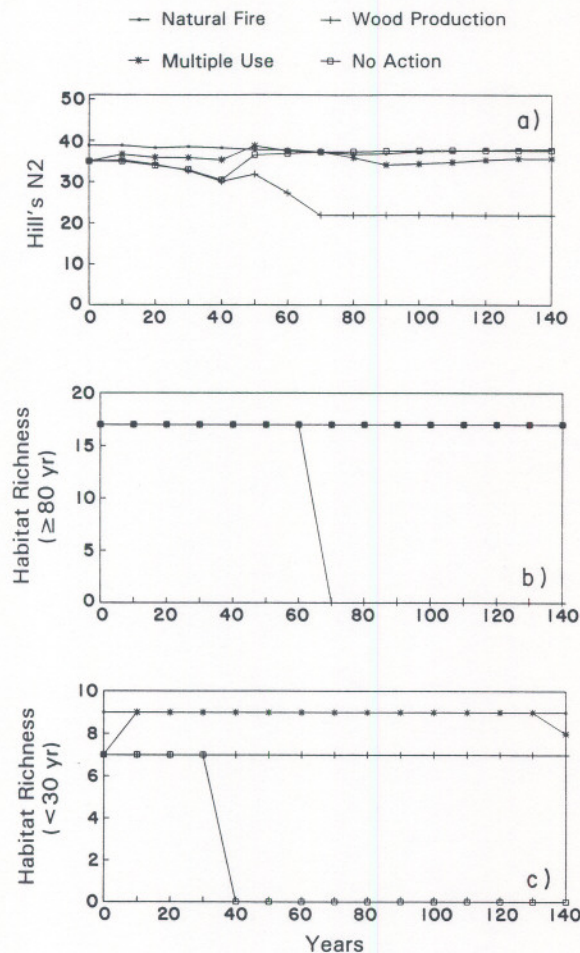 Natural Fire Wood Production
Multiple Use No Action
50
40
30
20
10
0
Hill's N2
a)
0 20 40 60 80 100 120 140
20
15
10
5
0
Habitat Richness
(≥80 yr)
b)
0 20 40 60 80 100 120 140
10
8
6
4
2
0
Habitat Richness
(<30 yr)
c)
0 20 40 60 80 100 120 140
Years